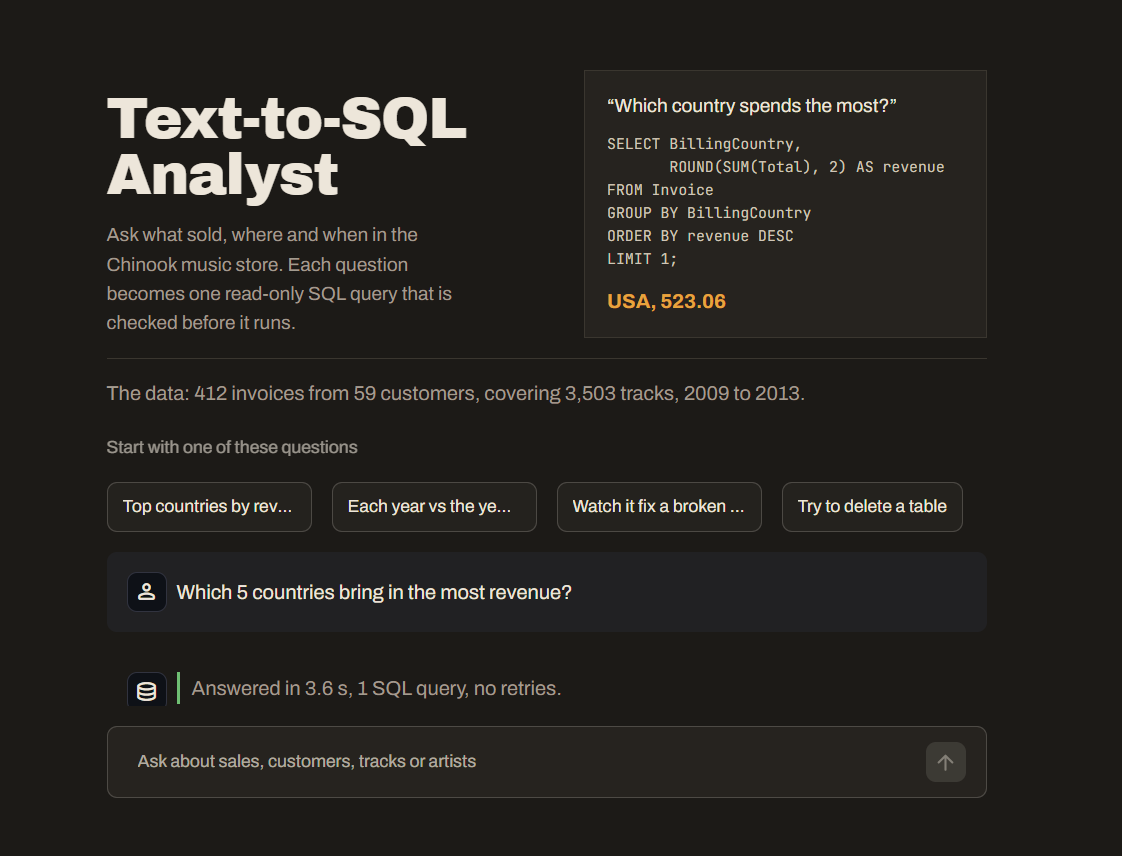 Text-to-SQL
Analyst
Ask what sold, where and when in the
Chinook music store. Each question
becomes one read-only SQL query that is
checked before it runs.
“Which country spends the most?”
SELECT BillingCountry,
       ROUND(SUM(Total), 2) AS revenue
FROM Invoice
GROUP BY BillingCountry
ORDER BY revenue DESC
LIMIT 1;
USA, 523.06
The data: 412 invoices from 59 customers, covering 3,503 tracks, 2009 to 2013.
Start with one of these questions
Top countries by rev...
Each year vs the ye...
Watch it fix a broken ...
Try to delete a table
Which 5 countries bring in the most revenue?
Answered in 3.6 s, 1 SQL query, no retries.
Ask about sales, customers, tracks or artists